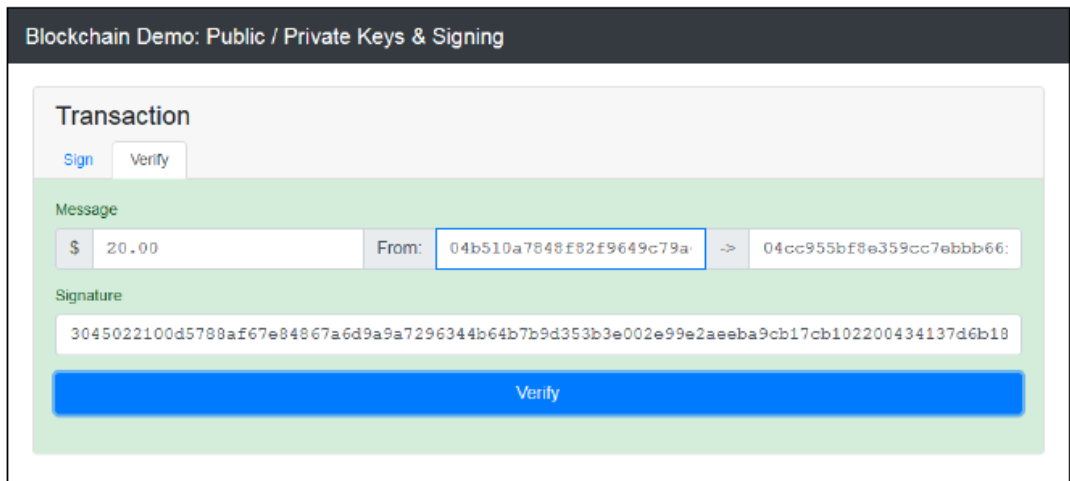 Blockchain Demo: Public / Private Keys & Signing
Transaction
Sign Verify
Message
$ 20.00 From: 04b510a7848f82f9649c79a -> 04cc955bf8e359cc7ebbb66
Signature
3045022100d5788af67e84867a6d9a9a7296344b64b7b9d353b3e002e99e2aeeba9cb17cb102200434137d6b18
Verify